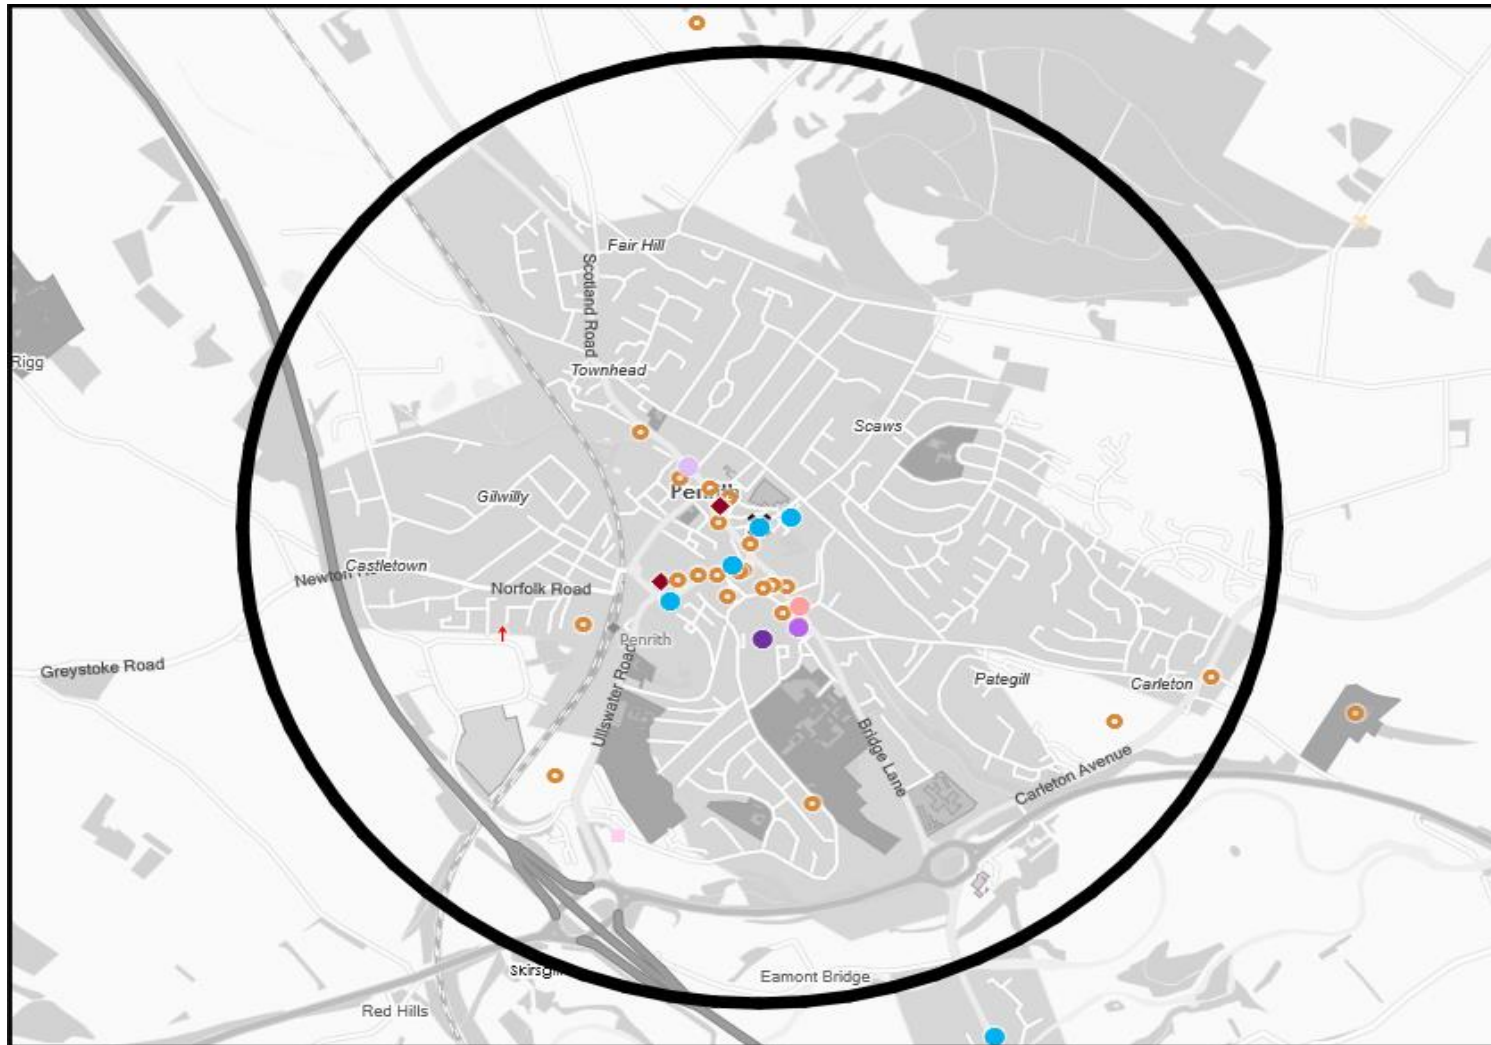 Fair Hill
Scotland Road
Rigg
Townhead
Scaws
Penrith
Gilwilly
Castletown
Newton
Norfolk Road
Penrith
Greystoke Road
Ullswater Road
Pategill
Carleton
Bridge Lane
Carleton Avenue
Eamont Bridge
Red Hills